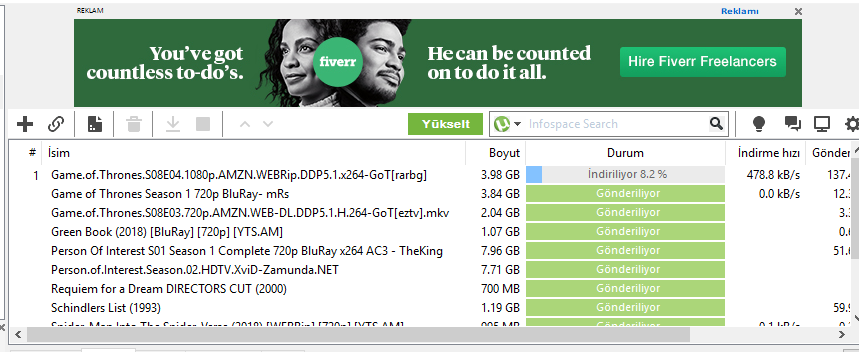 REKLAM
Reklamı
You've got
countless to-do's.
fiverr
He can be counted
on to do it all.
Hire Fiverr Freelancers
Yükselt
Infospace Search
# İsim Boyut Durum İndirme hızı Gönder
1 Game.of.Thrones.S08E04.1080p.AMZN.WEBRip.DDP5.1.x264-GoT[rarbg] 3.98 GB İndiriliyor 8.2 % 478.8 kB/s 137.4
Game of Thrones Season 1 720p BluRay- mRs 3.84 GB Gönderiliyor 0.0 kB/s 12.3
Game.of.Thrones.S08E03.720p.AMZN.WEB-DL.DDP5.1.H.264-GoT[eztv].mkv 2.04 GB Gönderiliyor 3.3
Green Book (2018) [BluRay] [720p] [YTS.AM] 1.07 GB Gönderiliyor 0.6
Person Of Interest S01 Season 1 Complete 720p BluRay x264 AC3 - TheKing 7.96 GB Gönderiliyor 51.6
Person.of.Interest.Season.02.HDTV.XviD-Zamunda.NET 7.71 GB Gönderiliyor
Requiem for a Dream DIRECTORS CUT (2000) 700 MB Gönderiliyor
Schindlers List (1993) 1.19 GB Gönderiliyor 59.9
Spider-Man Into The Spider-Verse (2018) [WEBRip] [720p] [YTS.AM] 995 MB Gönderiliyor 0.1 kB/s